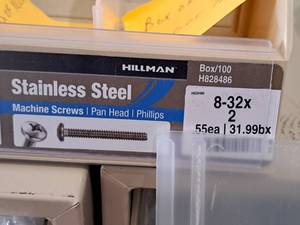 HILLMAN
Box/100
H828486
Stainless Steel
Machine Screws | Pan Head | Phillips
8-32x
2
55ea | 31.99bx